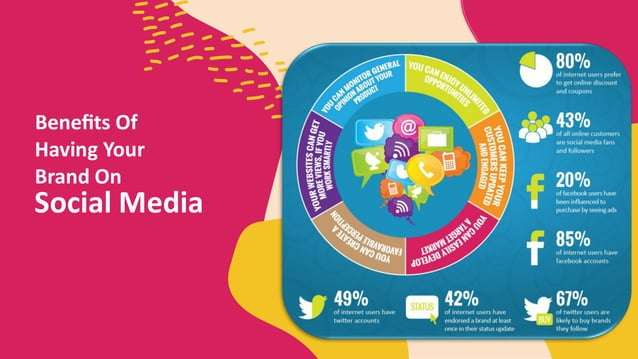 Benefits Of
Having Your
Brand On
Social Media
YOU CAN MONITOR GENERAL
OPINION ABOUT YOUR
PRODUCT
YOU CAN ENJOY UNLIMITED
OPPORTUNITIES
YOU CAN KEEP YOUR
CUSTOMERS UPDATED
AND ENGAGED
YOU CAN EASILY DEVELOP
A TARGET MARKET
YOU CAN CREATE A
FAVORAVBLE PERCEPTION
YOUR WEBSITES CAN GET
MORE VIEWS, IF YOU
WORK SMARTLY
80%
of internet users prefer
to get online discount
and coupons
43%
of all online customers
are social media fans
and followers
20%
of facebook users have
been influenced to
purchase by seeing ads
85%
of internet users have
facebook accounts
49%
of internet users have
twitter accounts
STATUS
42%
of internet users have
endorsed a brand at least
once in their status update
BUY
67%
of twitter users are
likely to buy brands
they follow